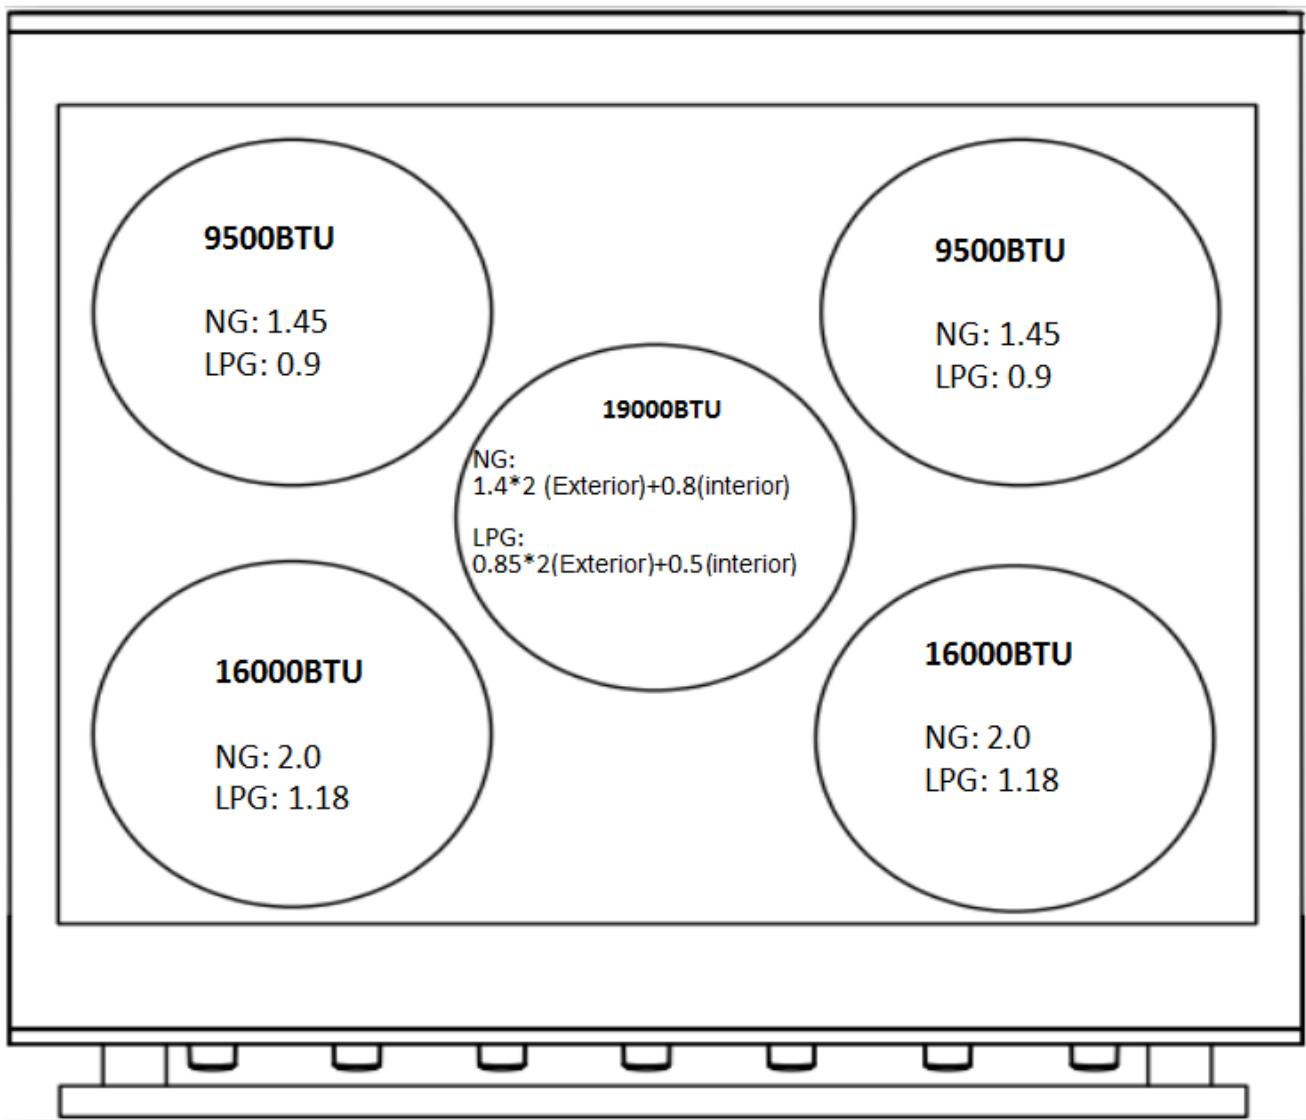 9500BTU
NG: 1.45
LPG: 0.9
9500BTU
NG: 1.45
LPG: 0.9
19000BTU
NG:
1.4*2 (Exterior)+0.8(interior)
LPG:
0.85*2(Exterior)+0.5(interior)
16000BTU
NG: 2.0
LPG: 1.18
16000BTU
NG: 2.0
LPG: 1.18